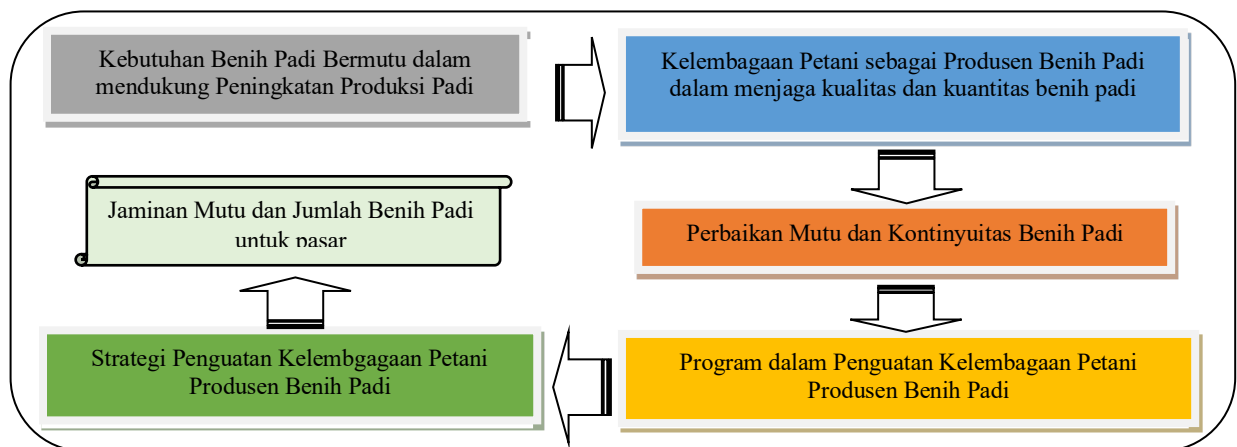 Kebutuhan Benih Padi Bermutu dalam
mendukung Peningkatan Produksi Padi
Kelembagaan Petani sebagai Produsen Benih Padi
dalam menjaga kualitas dan kuantitas benih padi
Perbaikan Mutu dan Kontinyuitas Benih Padi
Program dalam Penguatan Kelembagaan Petani
Produsen Benih Padi
Strategi Penguatan Kelembgagaan Petani
Produsen Benih Padi
Jaminan Mutu dan Jumlah Benih Padi
untuk pasar